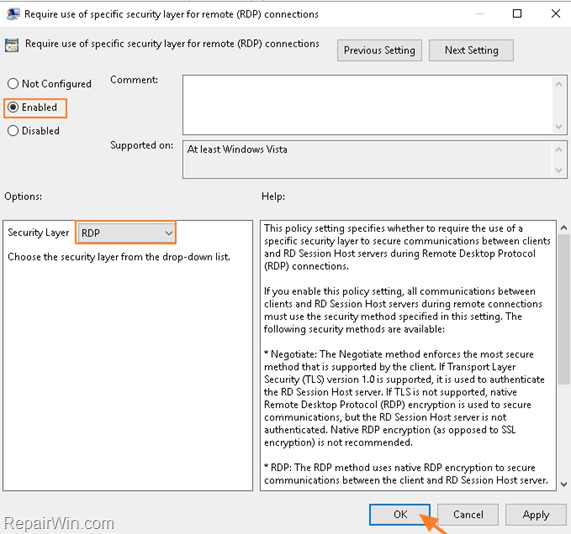 Require use of specific security layer for remote (RDP) connections
Require use of specific security layer for remote (RDP) connections
Previous Setting
Next Setting
Not Configured
Comment:
Enabled
Disabled
Supported on:
At least Windows Vista
Options:
Help:
Security Layer
RDP
Choose the security layer from the drop-down list.
This policy setting specifies whether to require the use of a
specific security layer to secure communications between clients
and RD Session Host servers during Remote Desktop Protocol
(RDP) connections.
If you enable this policy setting, all communications between
clients and RD Session Host servers during remote connections
must use the security method specified in this setting. The
following security methods are available:
* Negotiate: The Negotiate method enforces the most secure
method that is supported by the client. If Transport Layer
Security (TLS) version 1.0 is supported, it is used to authenticate
the RD Session Host server. If TLS is not supported, native
Remote Desktop Protocol (RDP) encryption is used to secure
communications, but the RD Session Host server is not
authenticated. Native RDP encryption (as opposed to SSL
encryption) is not recommended.
* RDP: The RDP method uses native RDP encryption to secure
communications between the client and RD Session Host server.
OK
Cancel
Apply
RepairWin.com